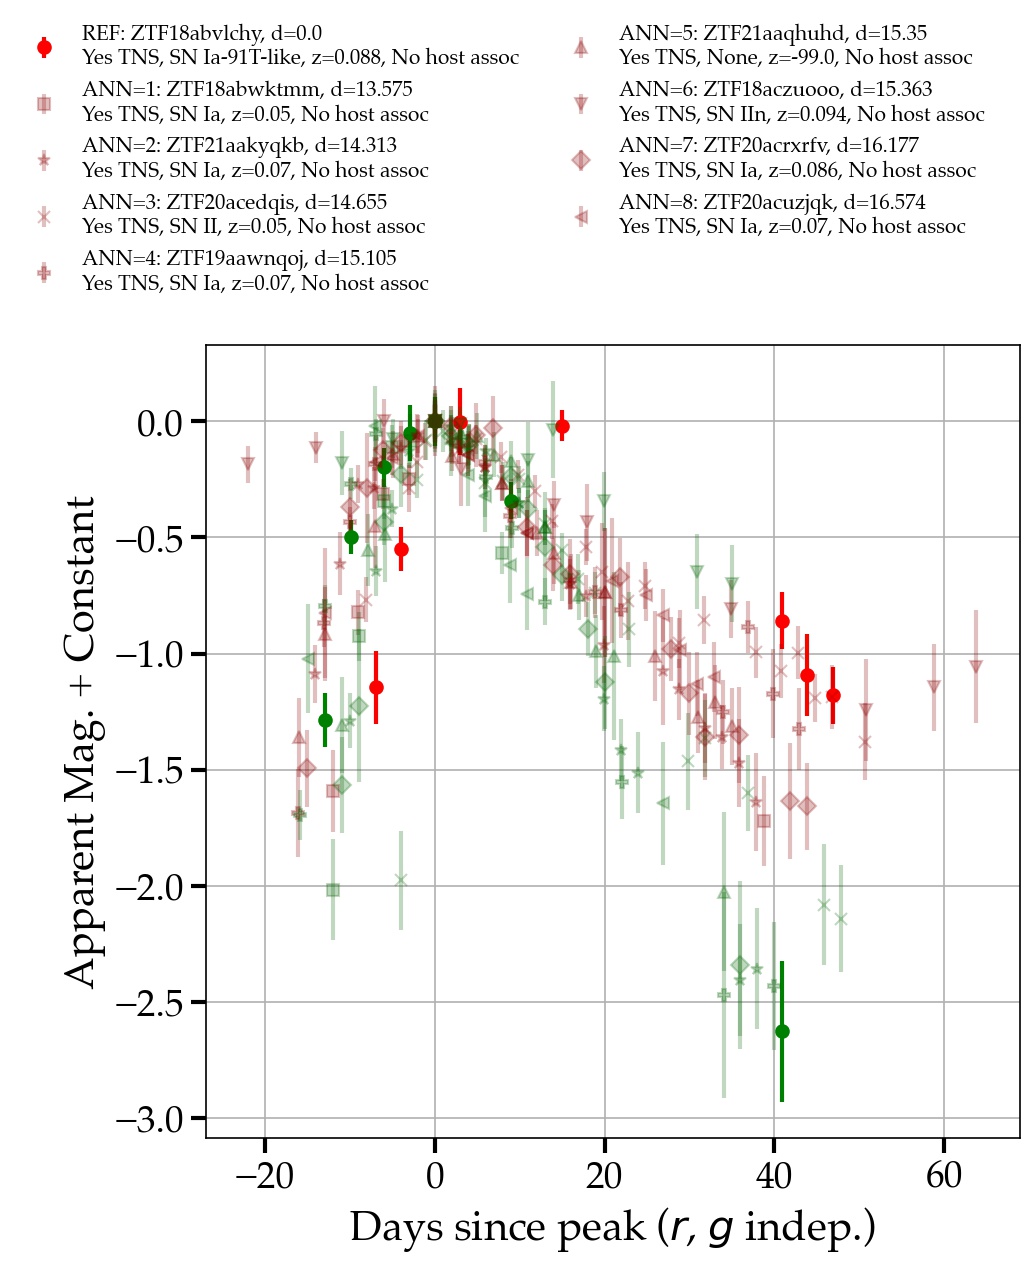 REF: ZTF18abvlchy, d=0.0
Yes TNS, SN Ia-91T-like, z=0.088, No host assoc
ANN=1: ZTF18abwktmm, d=13.575
Yes TNS, SN Ia, z=0.05, No host assoc
ANN=2: ZTF21aakyqkb, d=14.313
Yes TNS, SN Ia, z=0.07, No host assoc
ANN=3: ZTF20acedqis, d=14.655
Yes TNS, SN II, z=0.05, No host assoc
ANN=4: ZTF19aawnqoj, d=15.105
Yes TNS, SN Ia, z=0.07, No host assoc
ANN=5: ZTF21aaqhuhd, d=15.35
Yes TNS, None, z=-99.0, No host assoc
ANN=6: ZTF18aczuooo, d=15.363
Yes TNS, SN IIn, z=0.094, No host assoc
ANN=7: ZTF20acrxrfv, d=16.177
Yes TNS, SN Ia, z=0.086, No host assoc
ANN=8: ZTF20acuzjqk, d=16.574
Yes TNS, SN Ia, z=0.07, No host assoc
Apparent Mag. + Constant
0.0
−0.5
−1.0
−1.5
−2.0
−2.5
−3.0
−20
0
20
40
60
Days since peak (r, g indep.)